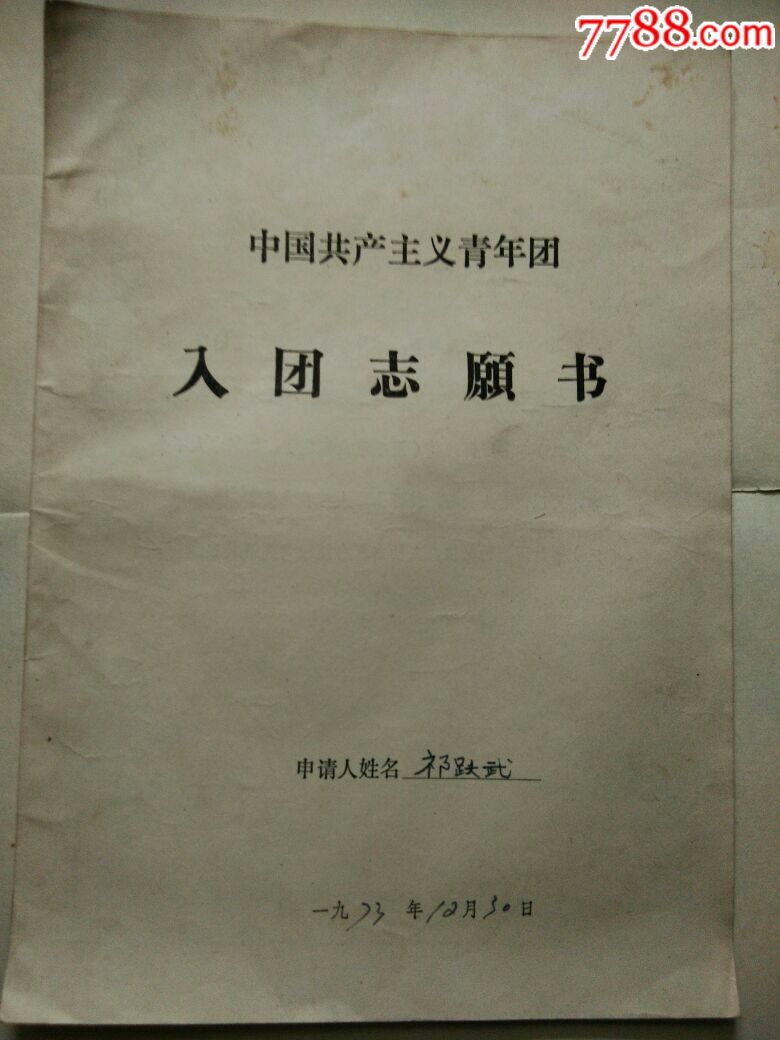 7788.com
中国共产主义青年团
入团志願书
申请人姓名 祁跃武
一九73年12月30日